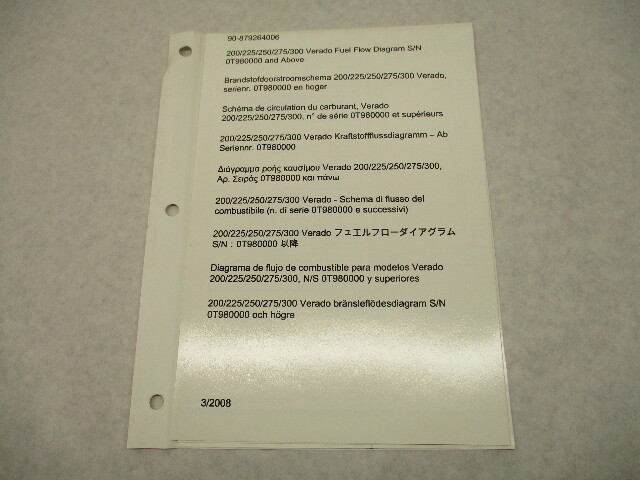 90-879264006
200/225/250/275/300 Verado Fuel Flow Diagram S/N
0T980000 and Above
Brandstofdoorstroomschema 200/225/250/275/300 Verado,
serienr. 0T980000 en hoger
Schéma de circulation du carburant, Verado
200/225/250/275/300, n° de série 0T980000 et supérieurs
200/225/250/275/300 Verado Kraftstoffflussdiagramm – Ab
Seriennr. 0T980000
Διάγραμμα ροής καυσίμου Verado 200/225/250/275/300,
Αρ. Σειράς 0T980000 και πάνω
200/225/250/275/300 Verado - Schema di flusso del
combustibile (n. di serie 0T980000 e successivi)
200/225/250/275/300 Verado フュエルフローダイアグラム
S/N : 0T980000 以降
Diagrama de flujo de combustible para modelos Verado
200/225/250/275/300, N/S 0T980000 y superiores
200/225/250/275/300 Verado bränsleflödesdiagram S/N
0T980000 och högre
3/2008